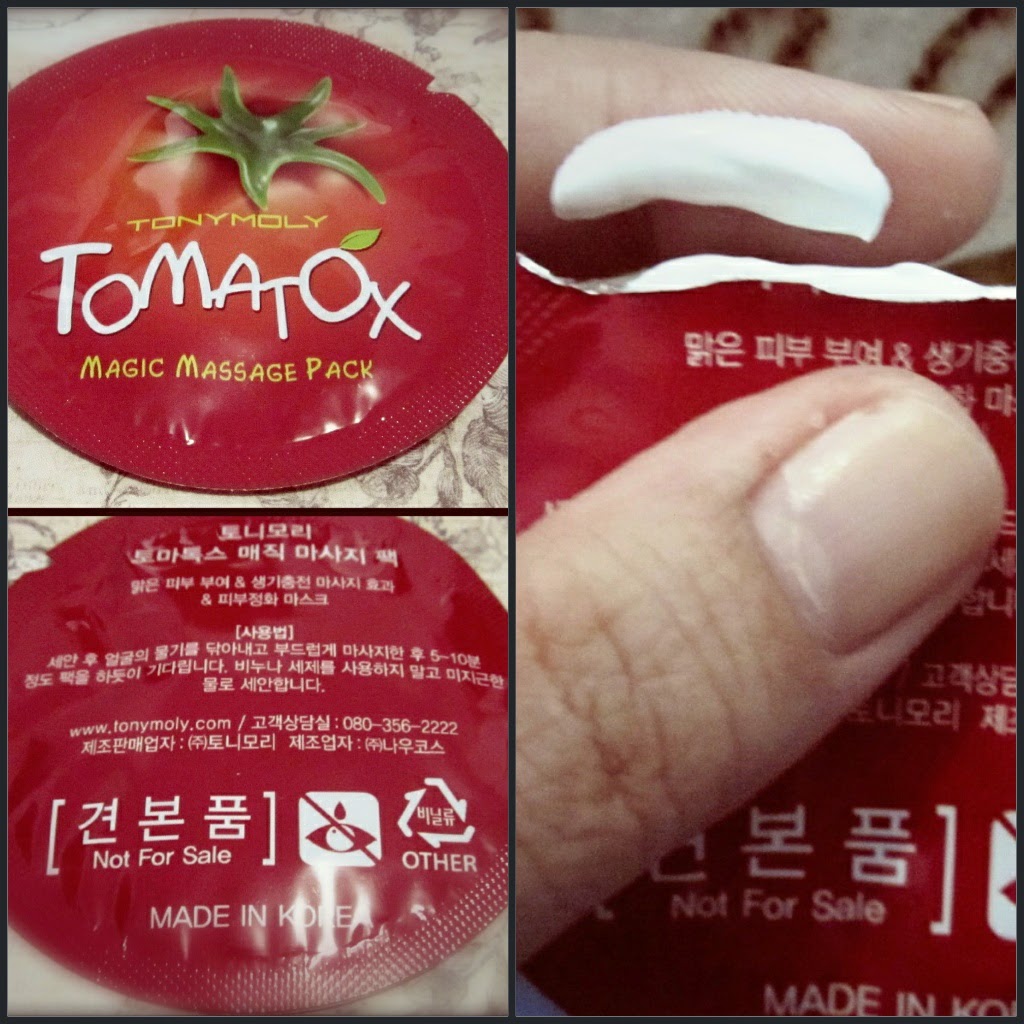 TONYMOLY
TOMATOX
MAGIC MASSAGE PACK
토니모리
토마톡스 매직 마사지 팩
맑은 피부 부여 & 생기충전 마사지 효과
& 피부정화 마스크
[사용법]
세안 후 얼굴의 물기를 닦아내고 부드럽게 마사지한 후 5~10분
정도 팩을 하듯이 기다립니다. 비누나 세제를 사용하지 말고 미지근한
물로 세안합니다.
www.tonymoly.com / 고객상담실 : 080-356-2222
제조판매업자 : ㈜토니모리 제조업자 : ㈜나우코스
[견본품]
Not For Sale
비닐류
OTHER
MADE IN KOREA
맑은 피부 부여 & 생기충
마
/ 고객상담
토니모리 제조
견 본 품 ]
Not For Sale
MADE IN KO